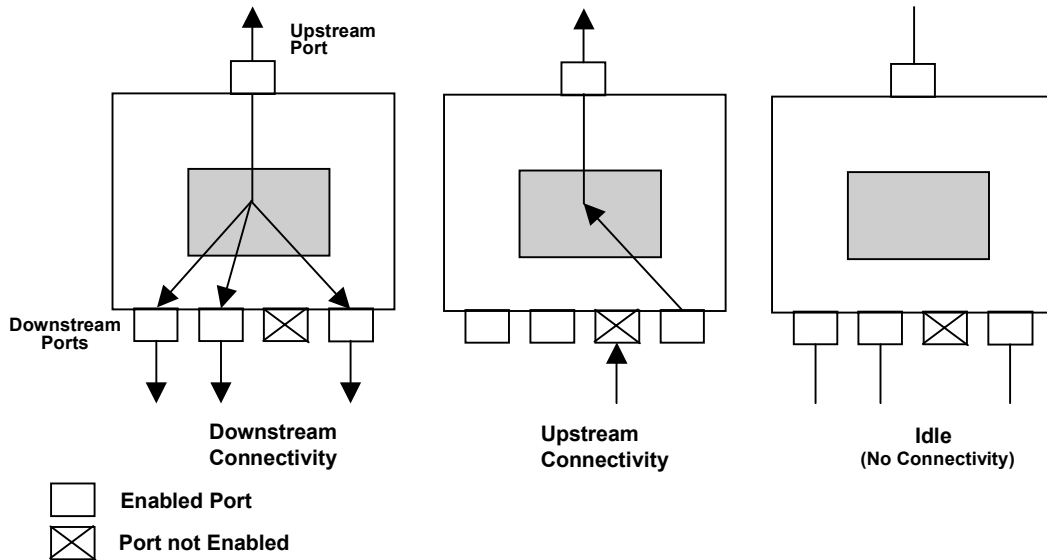 Upstream
Port
Downstream
Ports
Downstream
Connectivity
Upstream
Connectivity
Idle
(No Connectivity)
Enabled Port
Port not Enabled